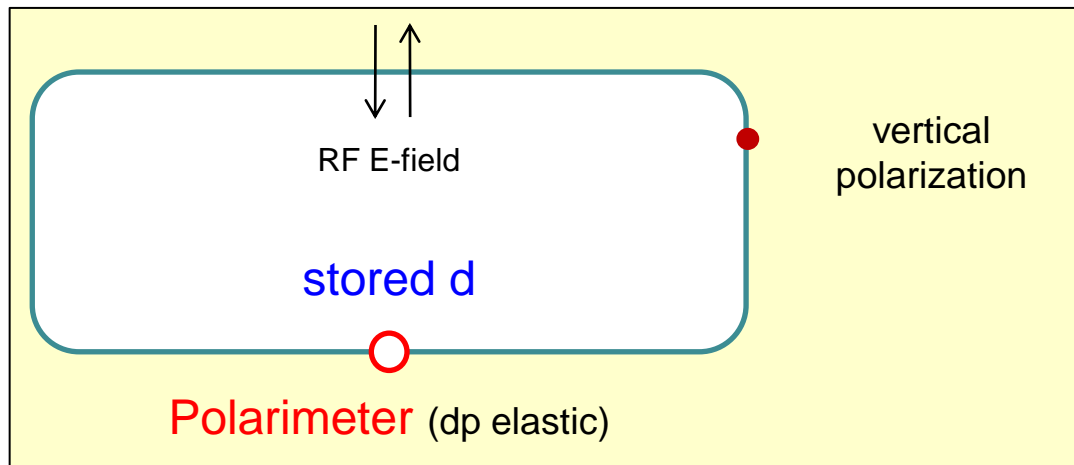 RF E-field
vertical
polarization
stored d
Polarimeter (dp elastic)